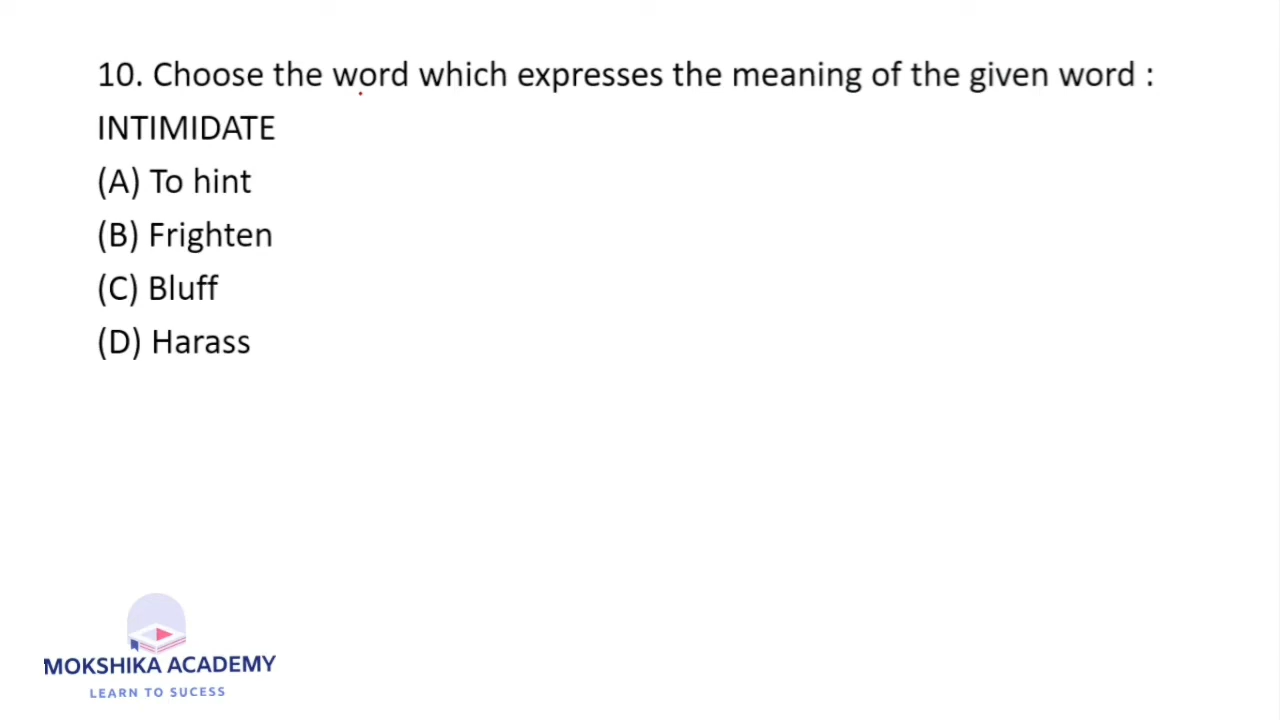 10. Choose the word which expresses the meaning of the given word :
INTIMIDATE
(A) To hint
(B) Frighten
(C) Bluff
(D) Harass
MOKSHIKA ACADEMY
LEARN TO SUCESS